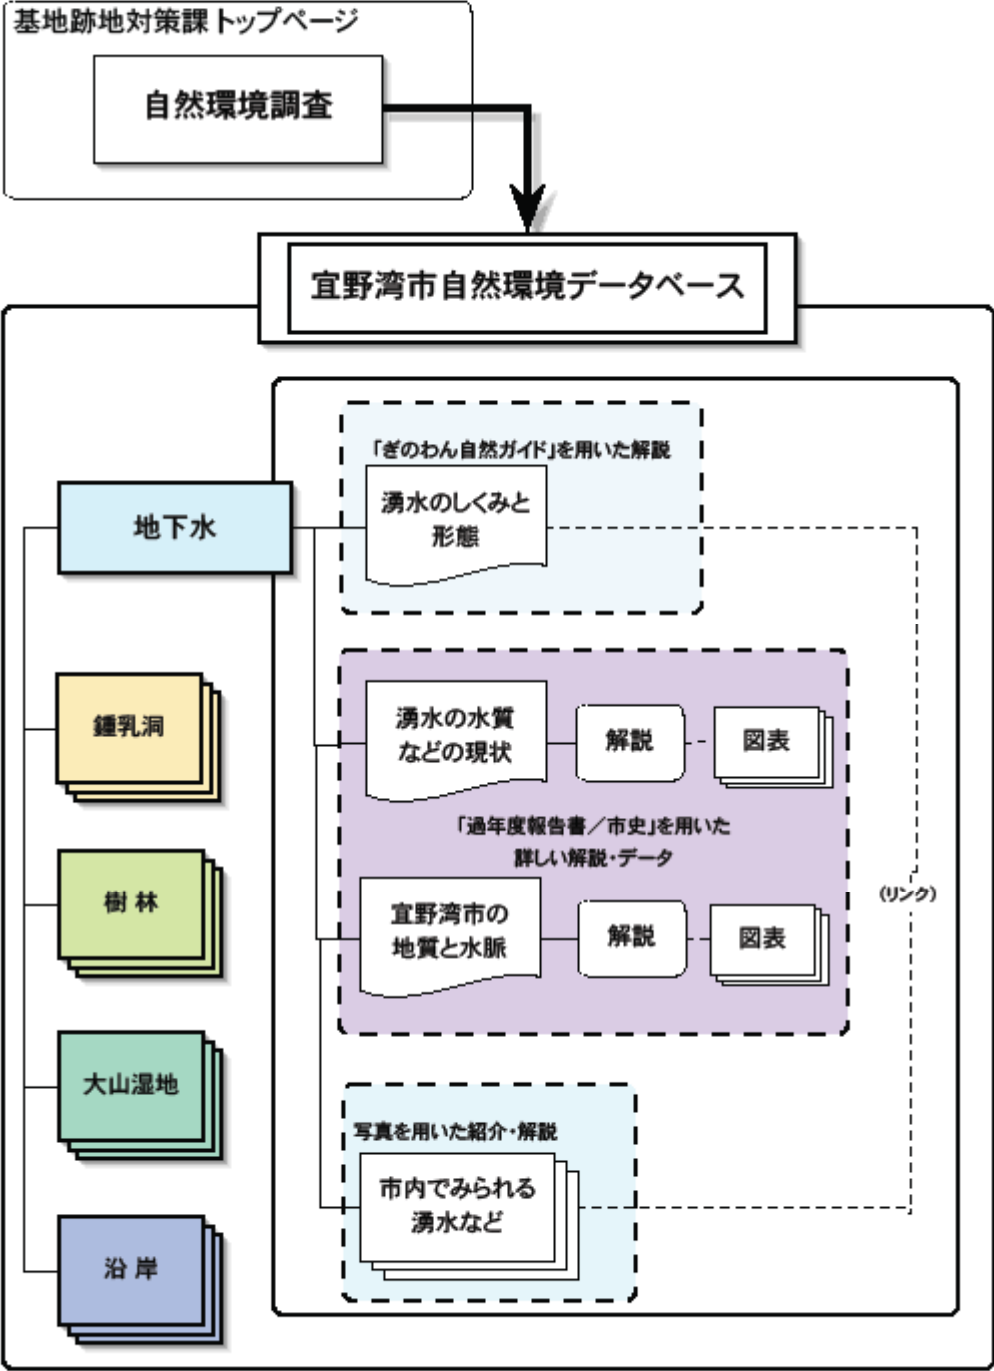 基地跡地対策課トップページ
自然環境調査
宜野湾市自然環境データベース
「ぎのわん自然ガイド」を用いた解説
湧水のしくみと
形態
地下水
鍾乳洞
樹 林
大山湿地
沿 岸
湧水の水質
などの現状
解説
図表
「過年度報告書／市史」を用いた
詳しい解説・データ
宜野湾市の
地質と水脈
解説
図表
(リンク)
写真を用いた紹介・解説
市内でみられる
湧水など